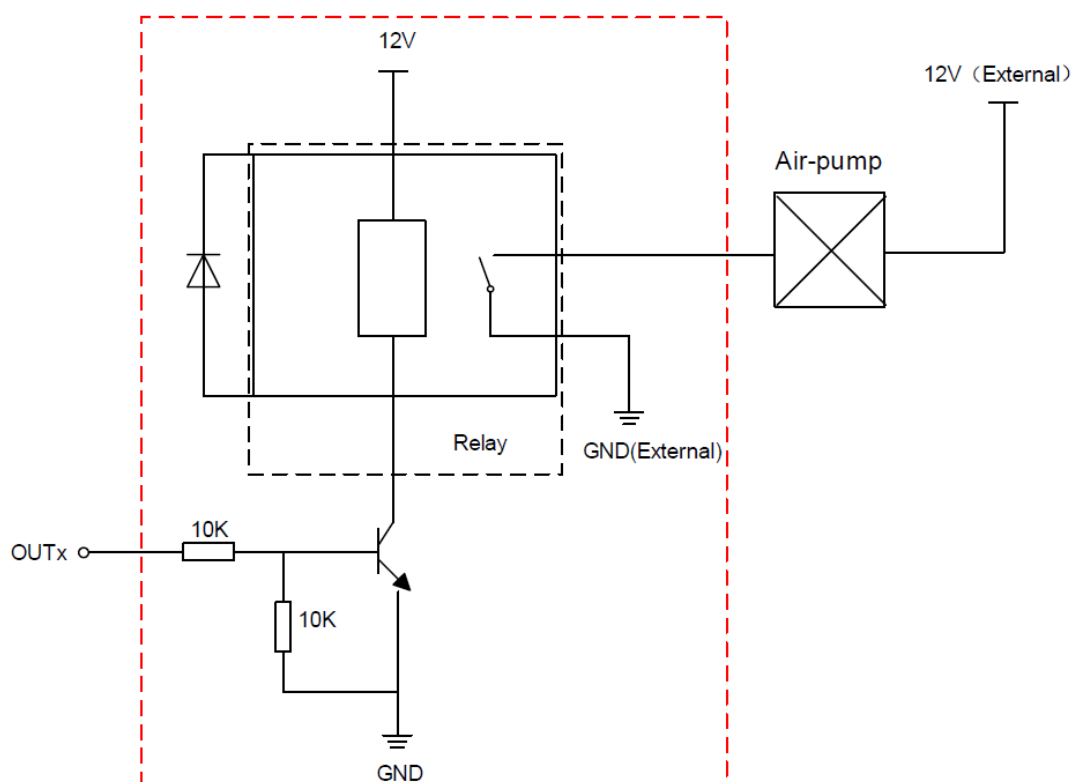 12V
12V（External）
Air-pump
Relay
GND(External)
10K
OUTx
10K
GND